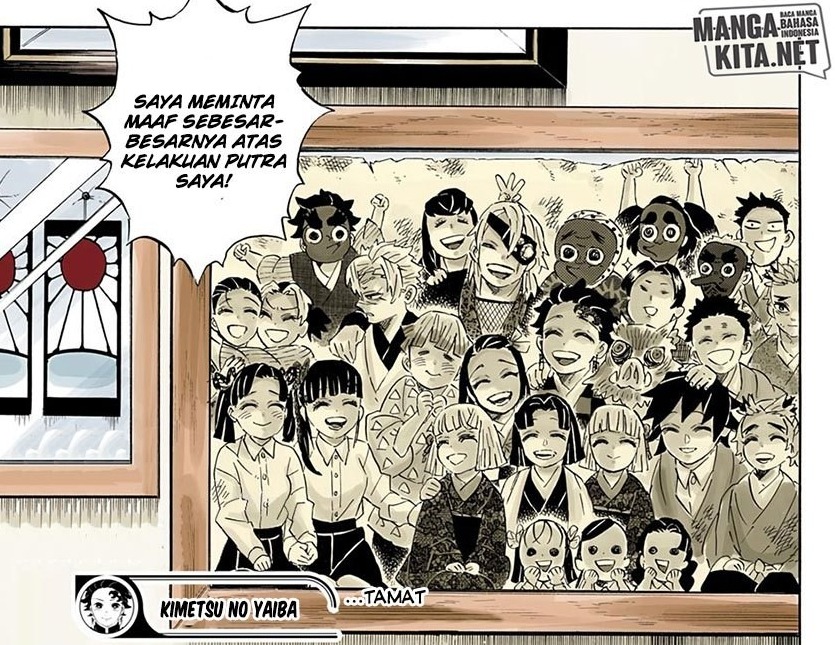 MANGA
KITA.NET
BACA MANGA
BAHASA
INDONESIA
SAYA MEMINTA
MAAF SEBESAR-
BESARNYA ATAS
KELAKUAN PUTRA
SAYA!
KIMETSU NO YAIBA
...TAMAT